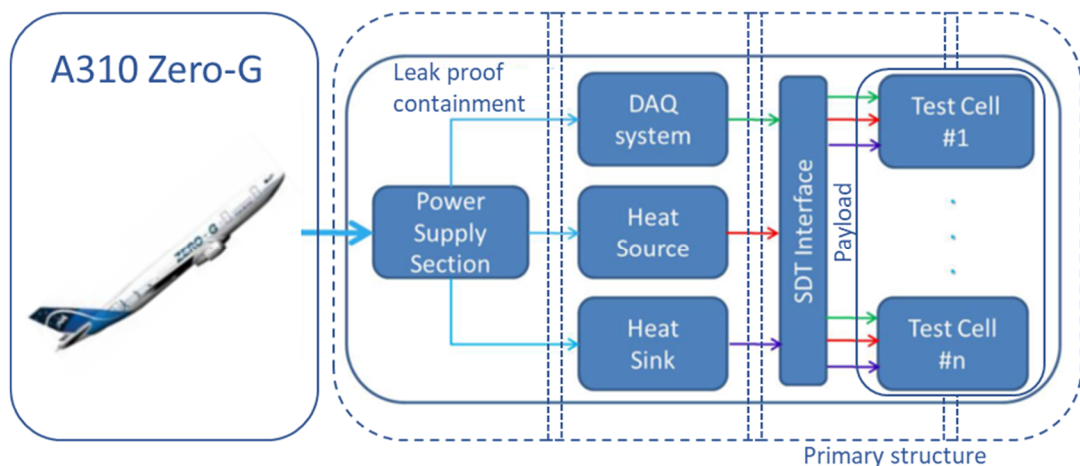 A310 Zero-G
ZERO-G
Leak proof
containment
Power
Supply
Section
DAQ
system
Heat
Source
Heat
Sink
SDT Interface
Payload
Test Cell
#1
Test Cell
#n
Primary structure